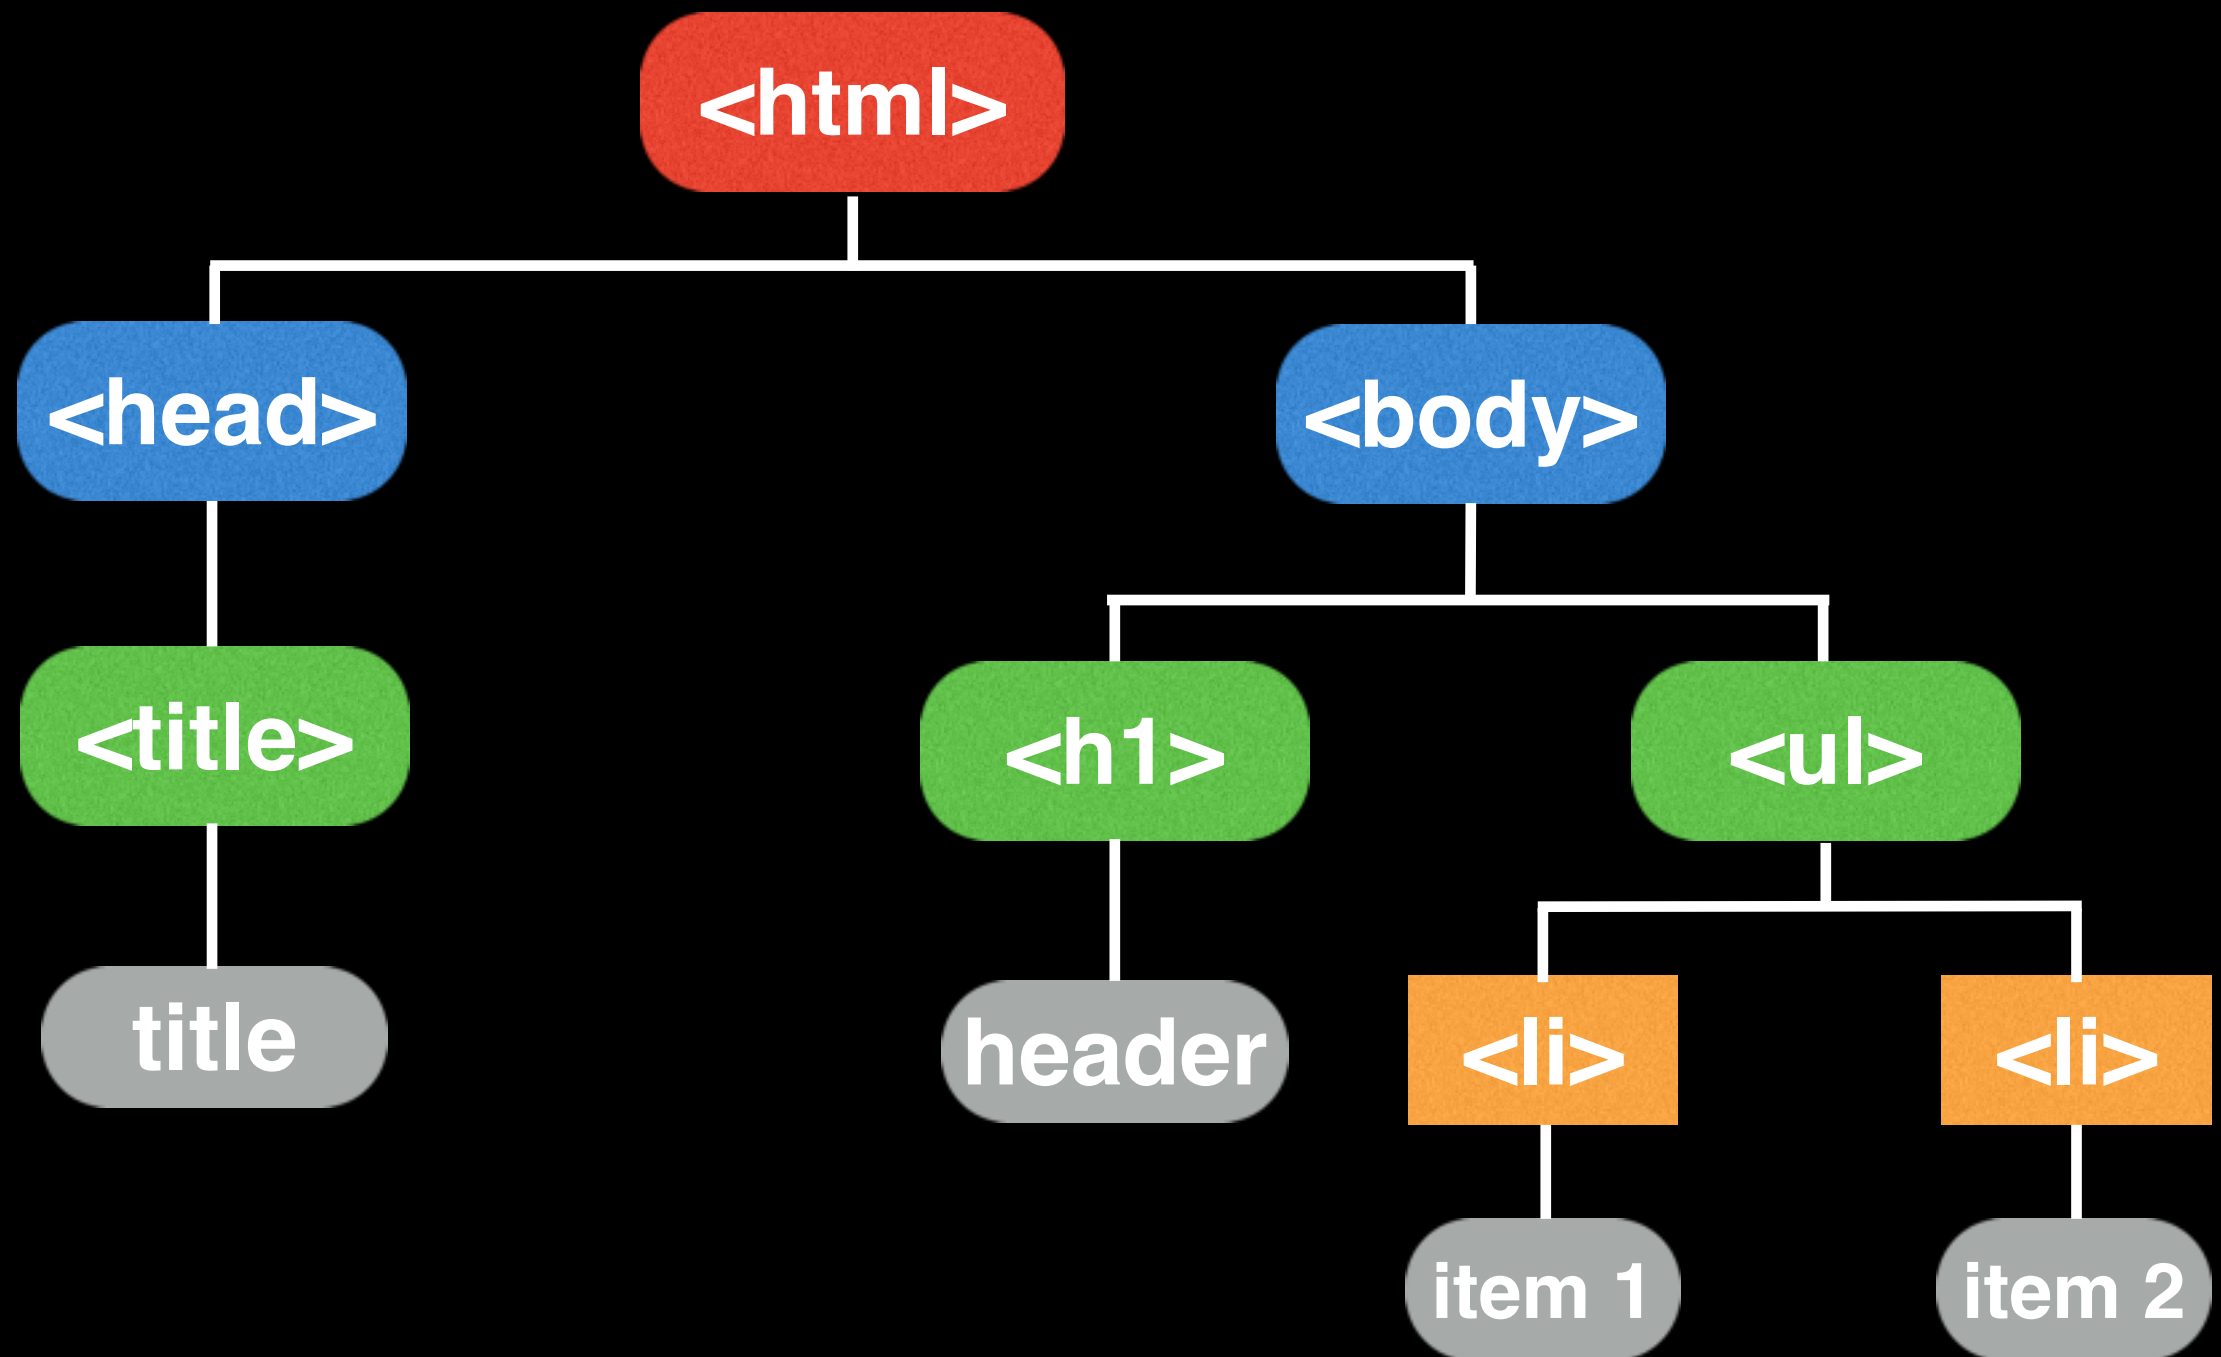 <html>
<head>
<body>
<title>
<h1>
<ul>
title
header
<li>
<li>
item 1
item 2